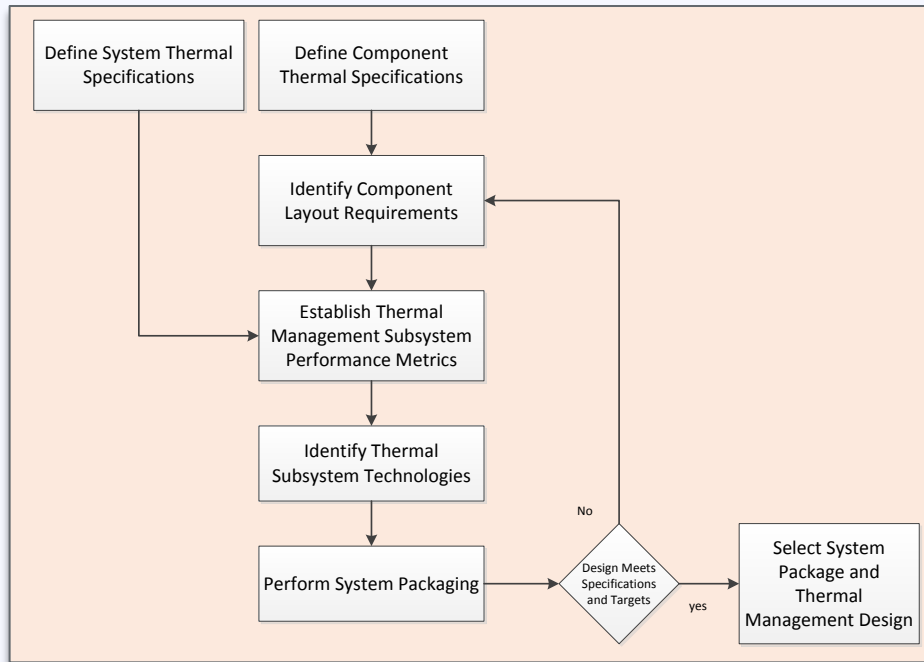 Define System Thermal
Specifications
Define Component
Thermal Specifications
Identify Component
Layout Requirements
Establish Thermal
Management Subsystem
Performance Metrics
Identify Thermal
Subsystem Technologies
Perform System Packaging
Design Meets
Specifications
and Targets
No
yes
Select System
Package and
Thermal
Management Design